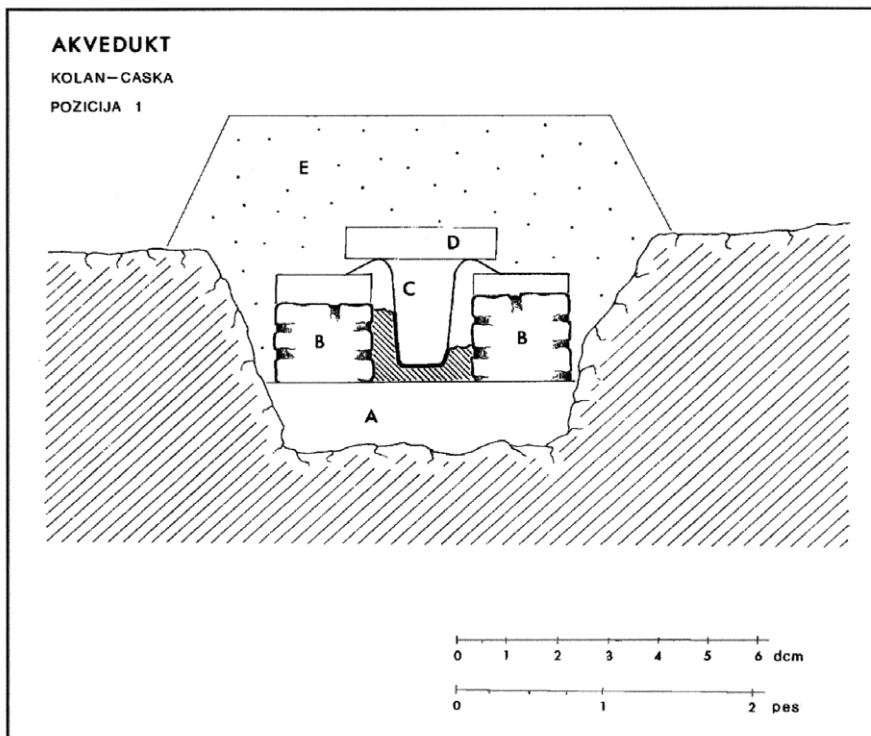 AKVEDUKT
KOLAN–CASKA
POZICIJA 1
E
D
C
B
B
A
0 1 2 3 4 5 6 dcm
0 1 2 pes